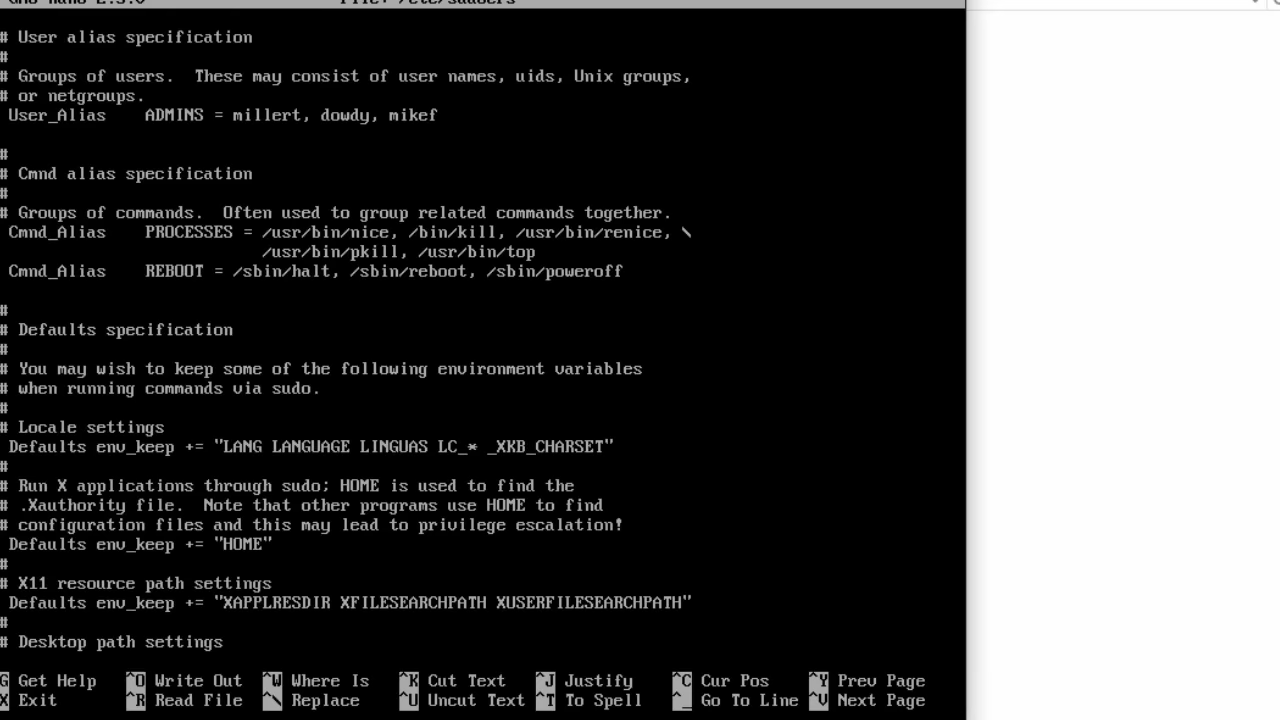 GNU nano 2.5.0 File: /etc/sudoers
# User alias specification
#
# Groups of users.  These may consist of user names, uids, Unix groups,
# or netgroups.
User_Alias    ADMINS = millert, dowdy, mikef
#
# Cmnd alias specification
#
# Groups of commands.  Often used to group related commands together.
Cmnd_Alias    PROCESSES = /usr/bin/nice, /bin/kill, /usr/bin/renice, \
/usr/bin/pkill, /usr/bin/top
Cmnd_Alias    REBOOT = /sbin/halt, /sbin/reboot, /sbin/poweroff
#
# Defaults specification
#
# You may wish to keep some of the following environment variables
# when running commands via sudo.
#
# Locale settings
Defaults env_keep += "LANG LANGUAGE LINGUAS LC_* _XKB_CHARSET"
#
# Run X applications through sudo; HOME is used to find the
# .Xauthority file.  Note that other programs use HOME to find
# configuration files and this may lead to privilege escalation!
Defaults env_keep += "HOME"
#
# X11 resource path settings
Defaults env_keep += "XAPPLRESDIR XFILESEARCHPATH XUSERFILESEARCHPATH"
#
# Desktop path settings
G Get Help ^O Write Out ^W Where Is ^K Cut Text ^J Justify ^C Cur Pos ^Y Prev Page
X Exit ^R Read File ^\ Replace ^U Uncut Text ^T To Spell ^_ Go To Line ^V Next Page